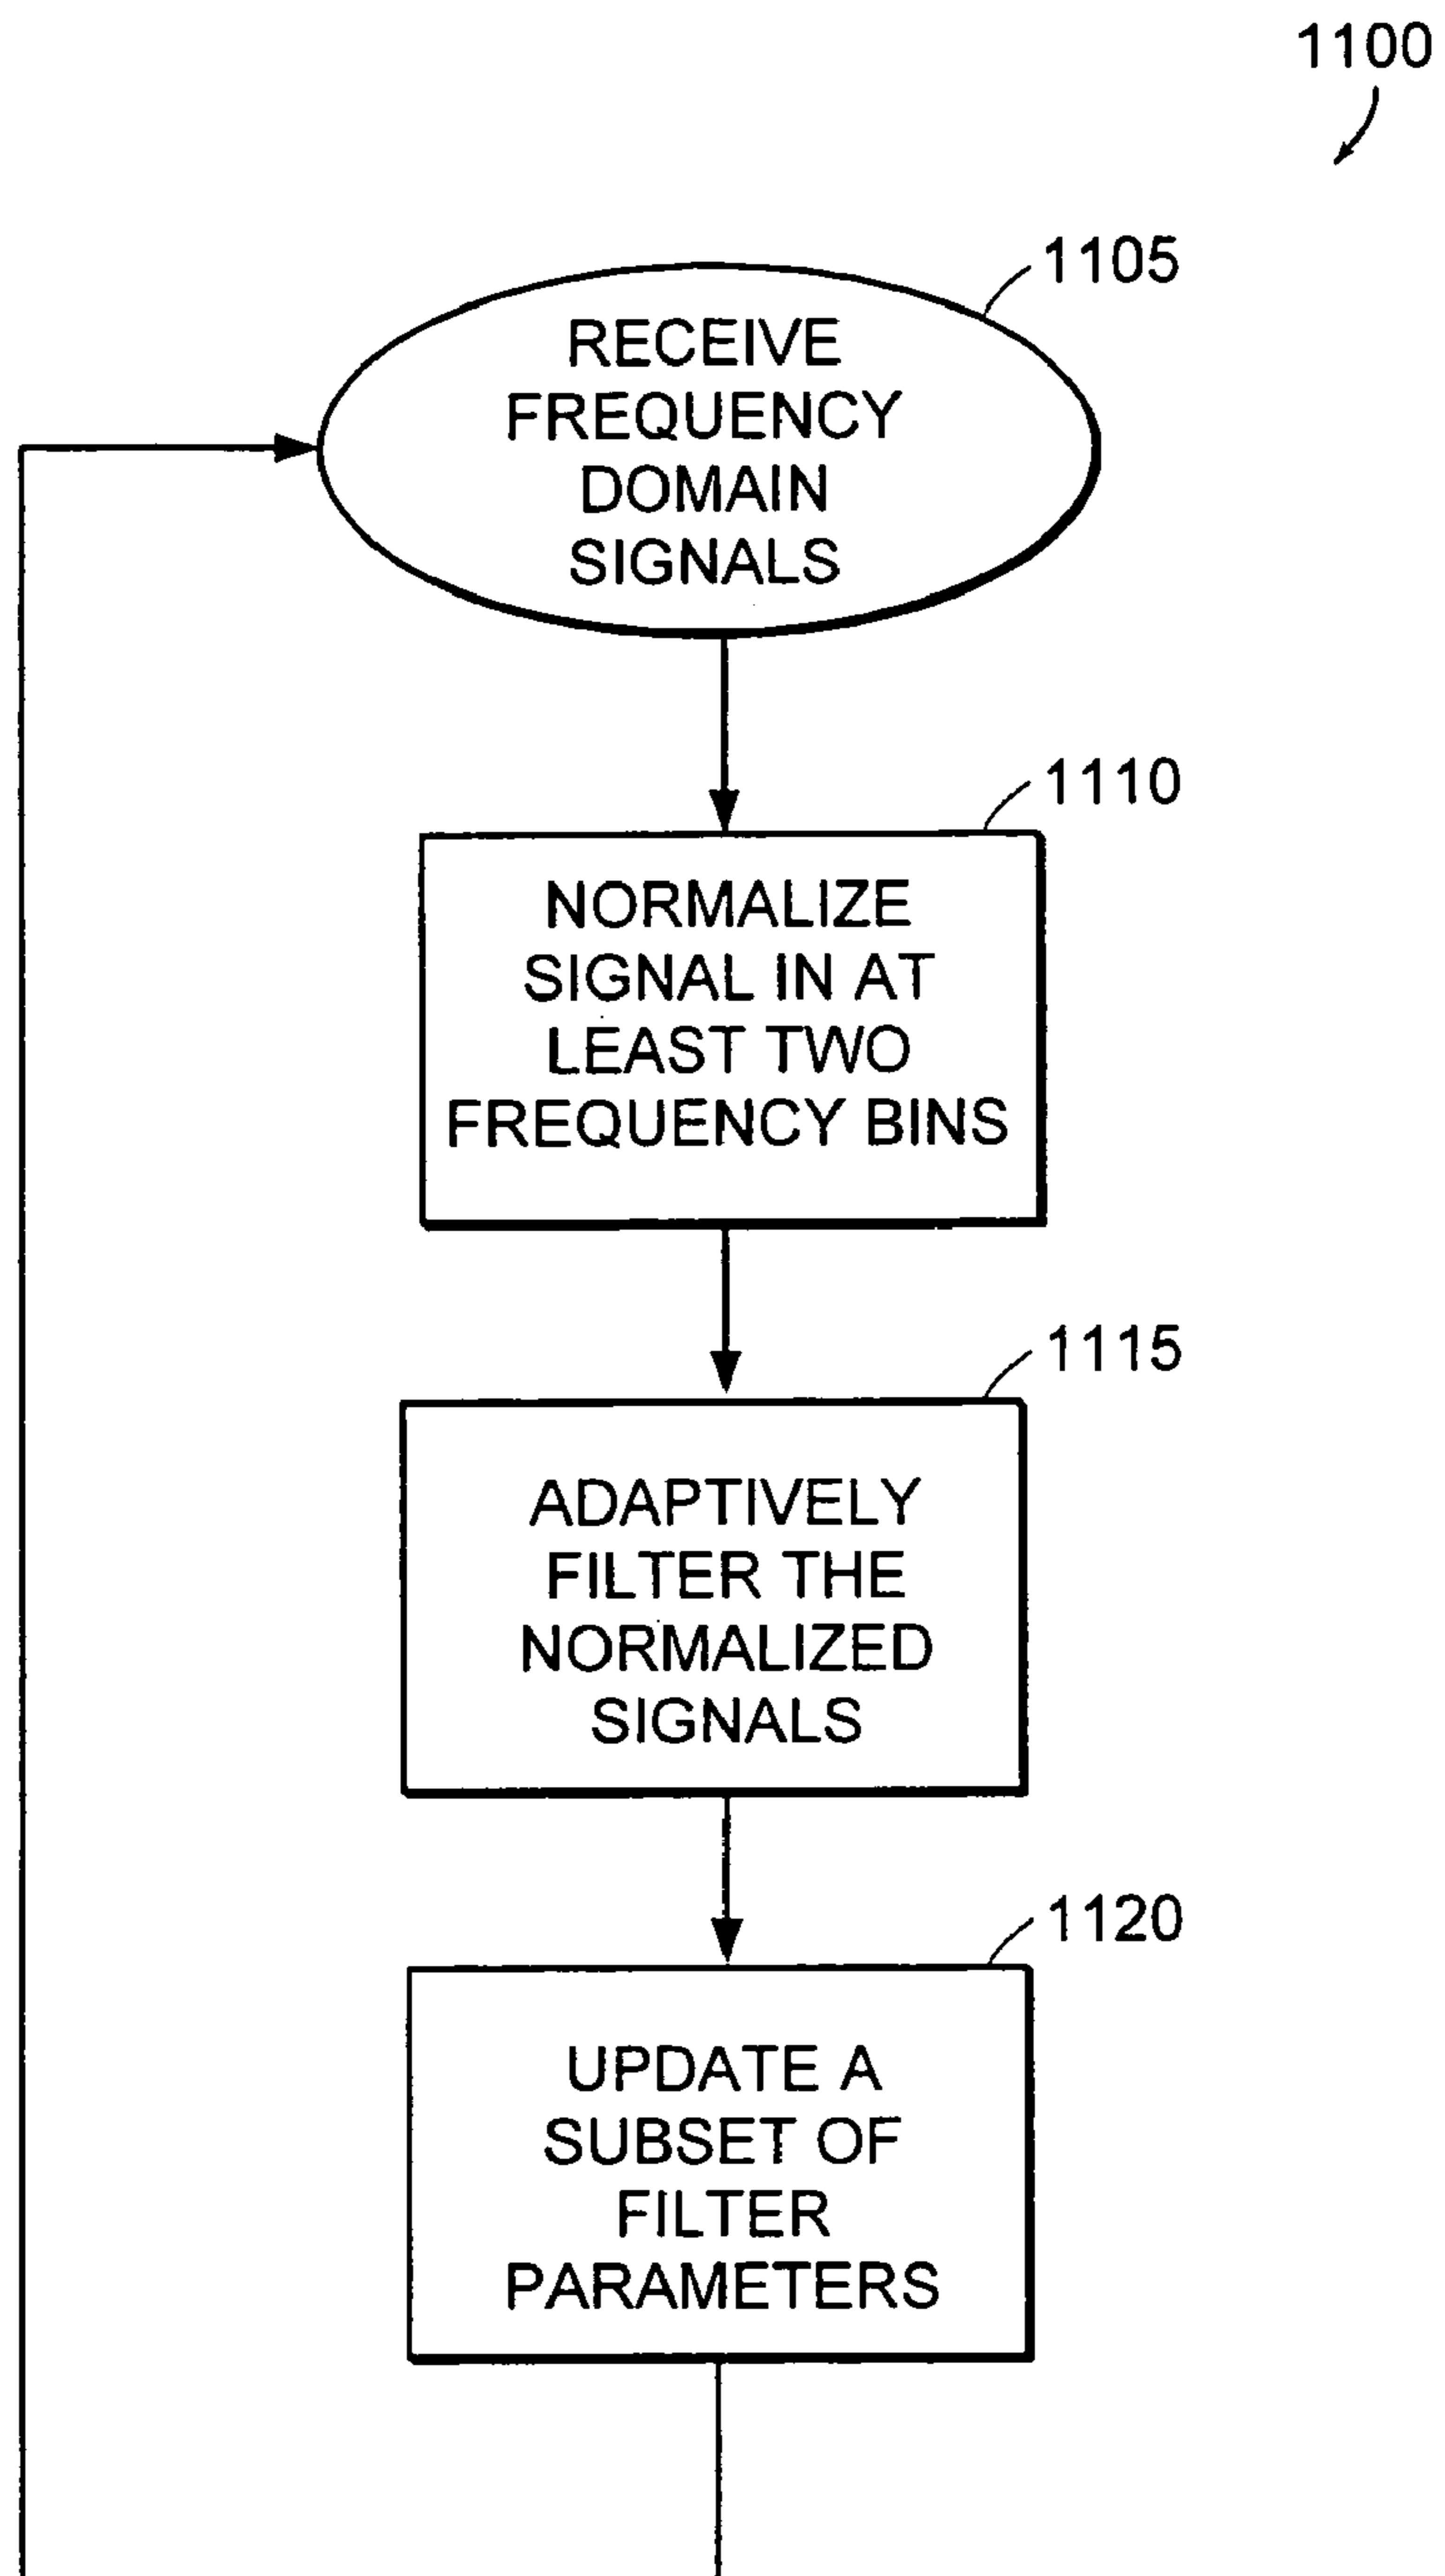 1100
1105
RECEIVE
FREQUENCY
DOMAIN
SIGNALS
1110
NORMALIZE
SIGNAL IN AT
LEAST TWO
FREQUENCY BINS
1115
ADAPTIVELY
FILTER THE
NORMALIZED
SIGNALS
1120
UPDATE A
SUBSET OF
FILTER
PARAMETERS